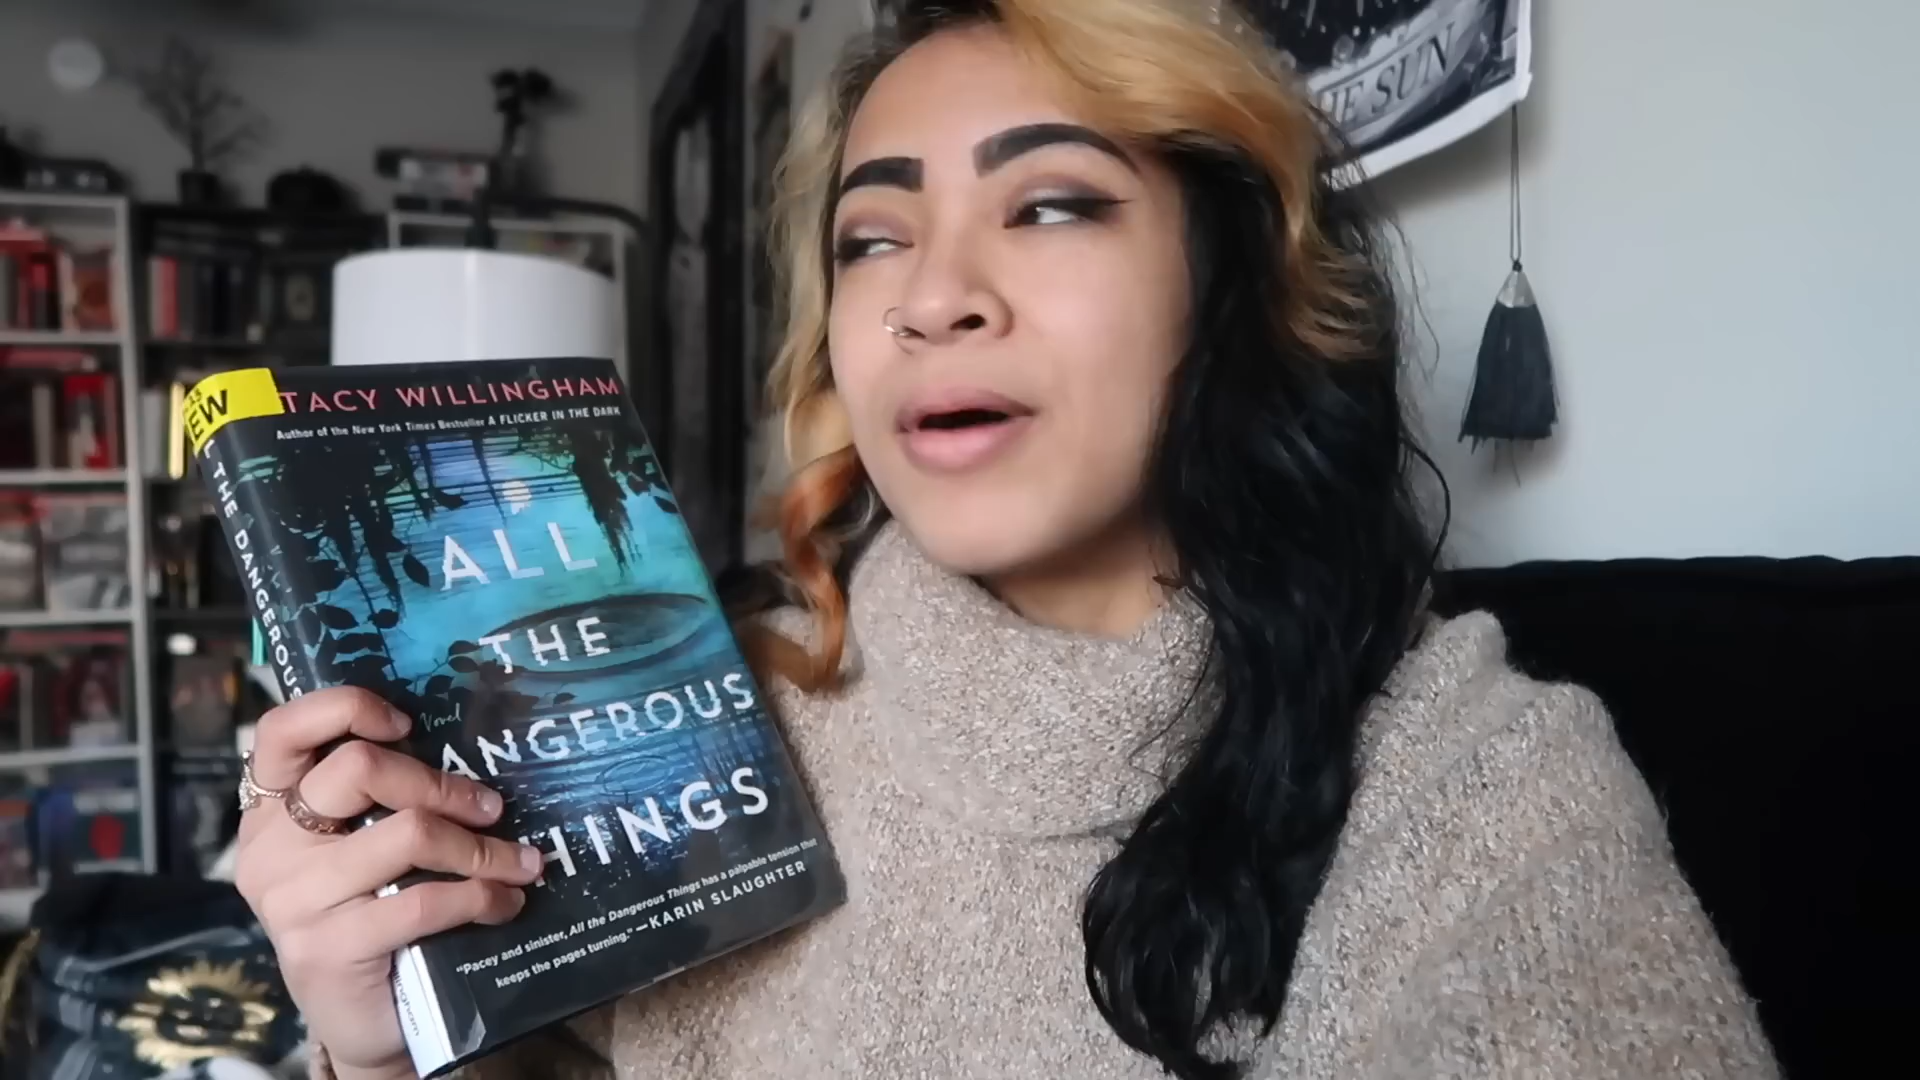 HE SUN
EW
TACY WILLINGHAM
Author of the New York Times Bestseller A FLICKER IN THE DARK
ALL
THE
ANGEROUS
HINGS
Novel
"Pacey and sinister, All the Dangerous Things has a palpable tension that
keeps the pages turning." —KARIN SLAUGHTER
THE DANGEROUS
llingham